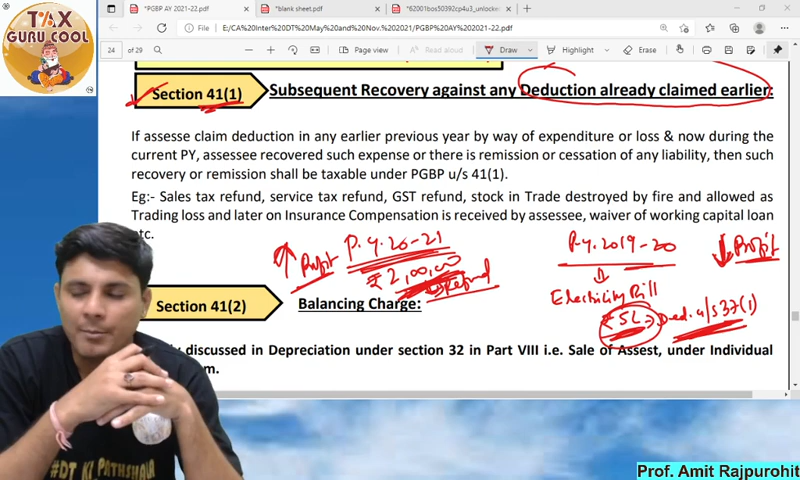 TAX
GURU COOL
*PGBP AY 2021-22.pdf
*blank sheet.pdf
*62001bos50392cp4u3_unlocked
E:/CA Inter%20DT%20May%20and%20Nov.%202021/PGBP%20AY%202021-22.pdf
24 of 29
Page view
Read aloud
Draw
Highlight
Erase
Section 41(1)
Subsequent Recovery against any Deduction already claimed earlier:
If assesse claim deduction in any earlier previous year by way of expenditure or loss & now during the
current PY, assessee recovered such expense or there is remission or cessation of any liability, then such
recovery or remission shall be taxable under PGBP u/s 41(1).
Eg:- Sales tax refund, service tax refund, GST refund, stock in Trade destroyed by fire and allowed as
Trading loss and later on Insurance Compensation is received by assessee, waiver of working capital loan
etc.
P.Y. 20-21
P.Y. 2019-20
Profit
Profit
₹ 2,00,000
Refund
Electricity Bill
₹ 5L
Ded. u/s 37(1)
Section 41(2)
Balancing Charge:
discussed in Depreciation under section 32 in Part VIII i.e. Sale of Assest, under Individual
#DT KI PATHSHALA
Prof. Amit Rajpurohit